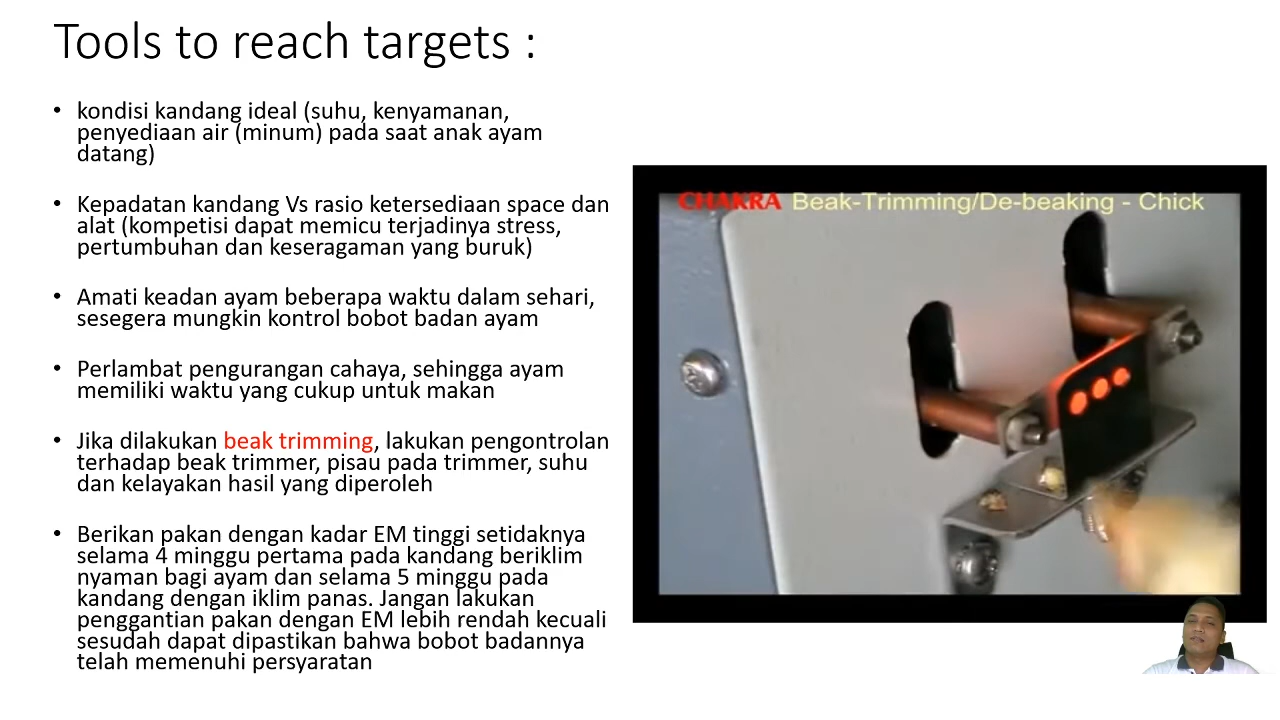 Tools to reach targets :
• kondisi kandang ideal (suhu, kenyamanan,
penyediaan air (minum) pada saat anak ayam
datang)
• Kepadatan kandang Vs rasio ketersediaan space dan
alat (kompetisi dapat memicu terjadinya stress,
pertumbuhan dan keseragaman yang buruk)
• Amati keadan ayam beberapa waktu dalam sehari,
sesegera mungkin kontrol bobot badan ayam
• Perlambat pengurangan cahaya, sehingga ayam
memiliki waktu yang cukup untuk makan
• Jika dilakukan beak trimming, lakukan pengontrolan
terhadap beak trimmer, pisau pada trimmer, suhu
dan kelayakan hasil yang diperoleh
• Berikan pakan dengan kadar EM tinggi setidaknya
selama 4 minggu pertama pada kandang beriklim
nyaman bagi ayam dan selama 5 minggu pada
kandang dengan iklim panas. Jangan lakukan
penggantian pakan dengan EM lebih rendah kecuali
sesudah dapat dipastikan bahwa bobot badannya
telah memenuhi persyaratan
CHAKRA Beak-Trimming/De-beaking - Chick